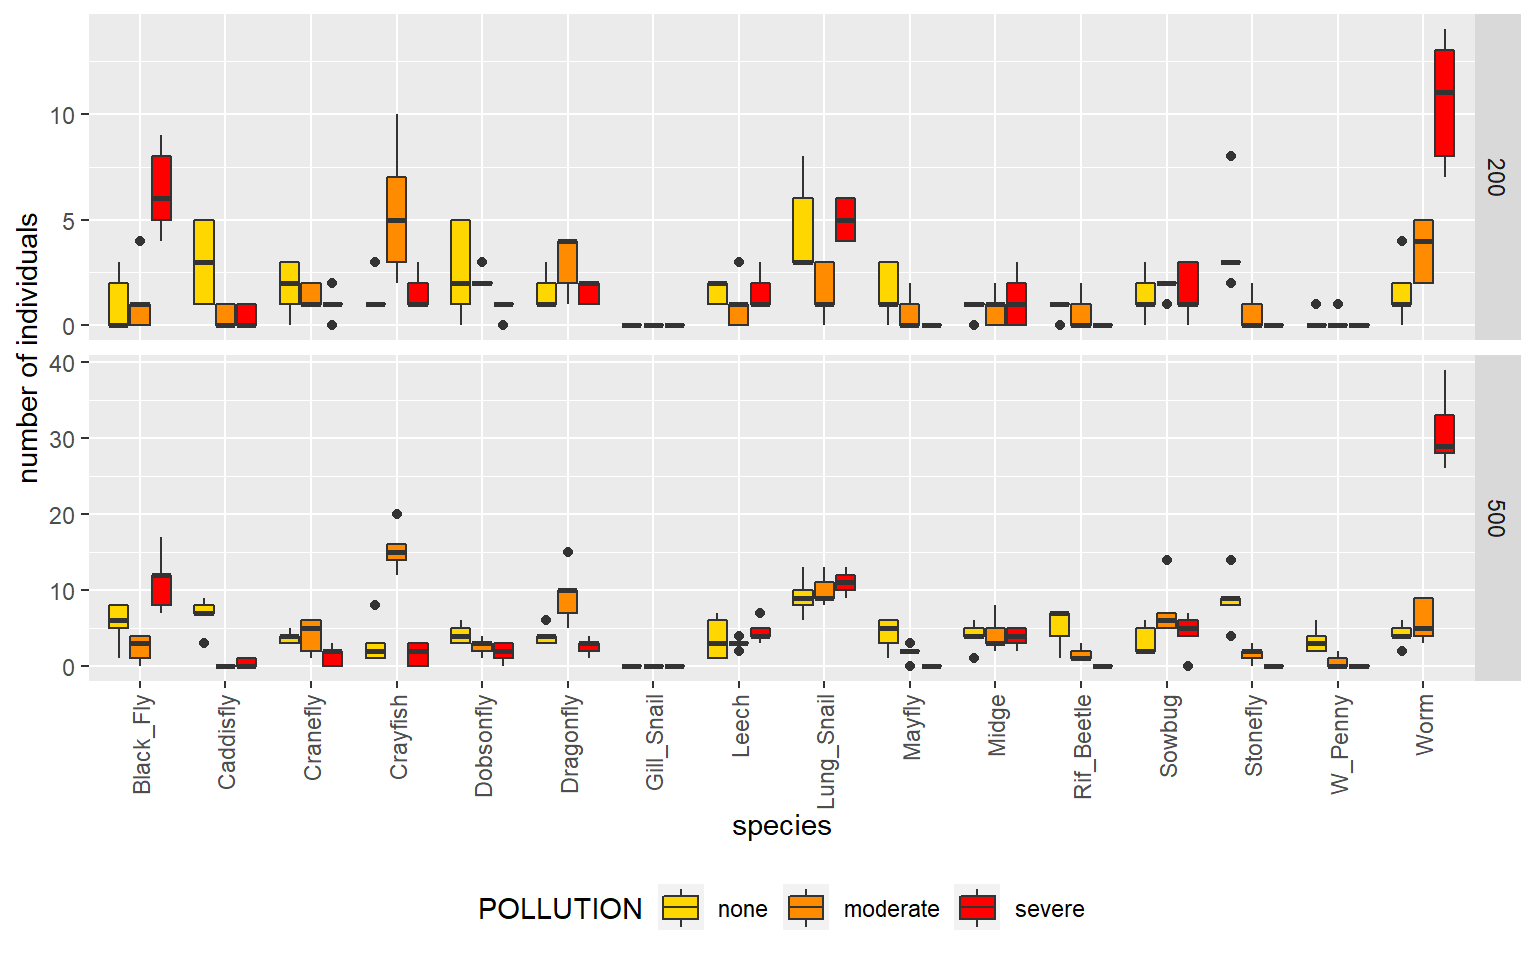 number of individuals
10
5
0
200
40
30
20
10
0
500
Black_Fly
Caddisfly
Cranefly
Crayfish
Dobsonfly
Dragonfly
Gill_Snail
Leech
Lung_Snail
Mayfly
Midge
Rif_Beetle
Sowbug
Stonefly
W_Penny
Worm
species
POLLUTION none moderate severe